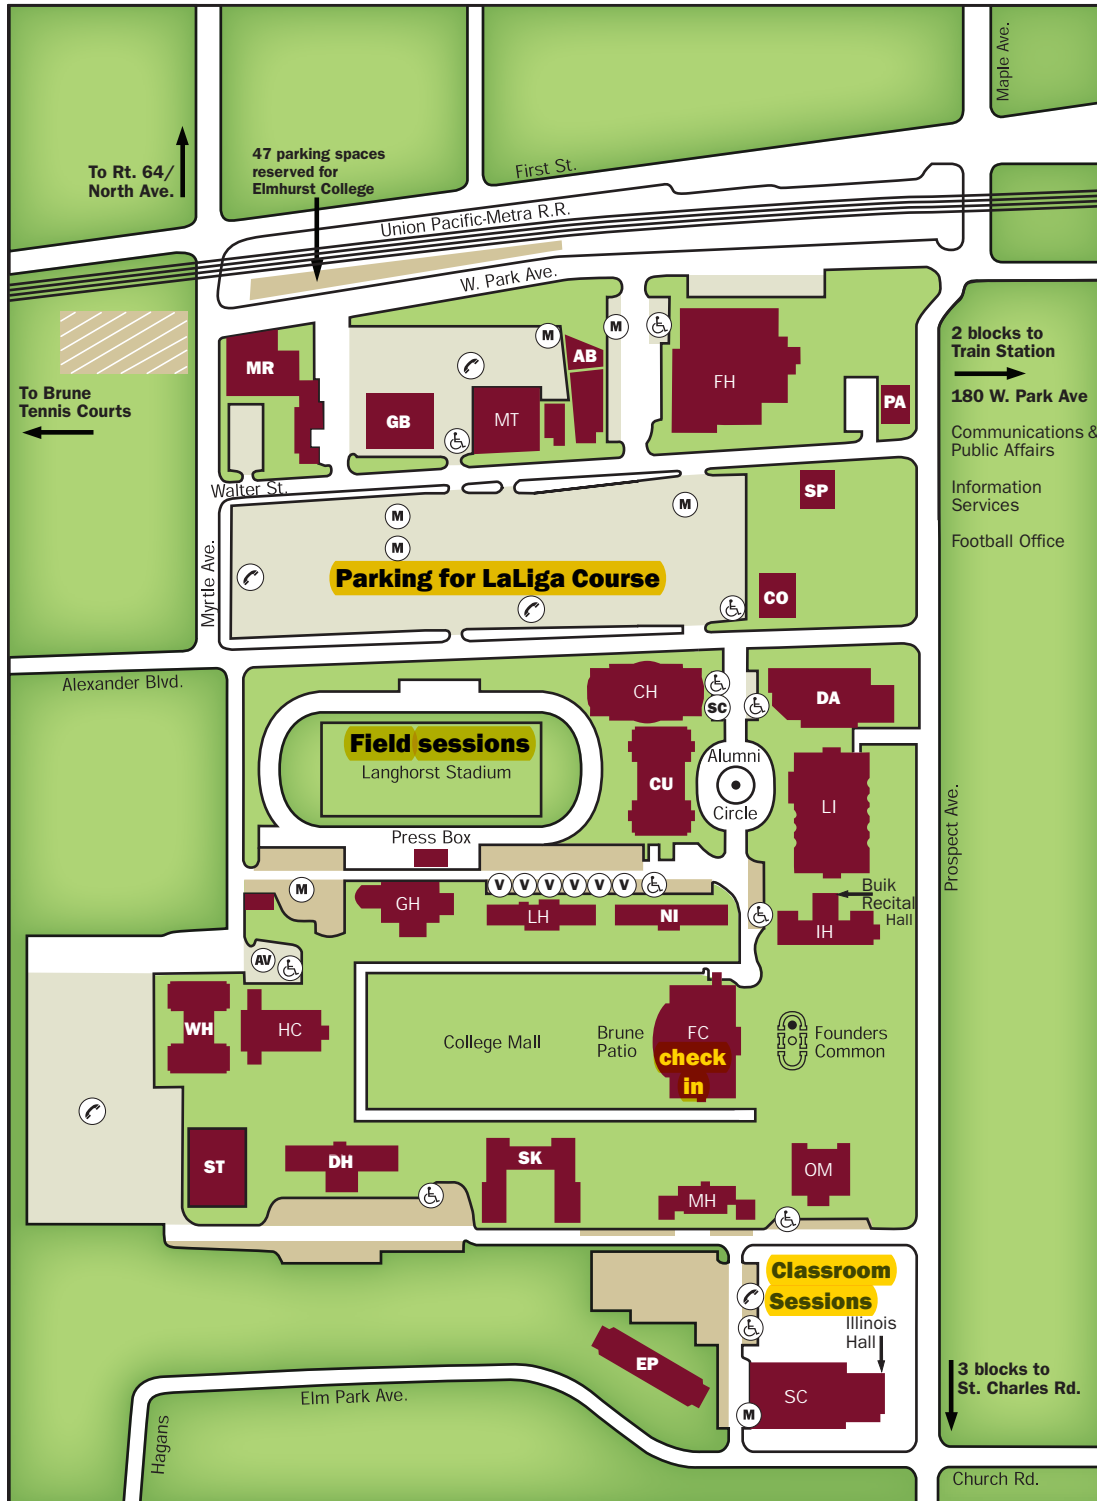 Maple Ave.
First St.
47 parking spaces
reserved for
Elmhurst College
To Rt. 64/
North Ave.
Union Pacific-Metra R.R.
W. Park Ave.
M
M
AB
MR
FH
2 blocks to
Train Station
180 W. Park Ave
Communications &
Public Affairs
Information
Services
Football Office
To Brune
Tennis Courts
GB
MT
PA
Walter St.
SP
M
M
M
Myrtle Ave.
Parking for LaLiga Course
CO
Alexander Blvd.
CH
SC
DA
Field sessions
Langhorst Stadium
CU
Alumni
Circle
LI
Prospect Ave.
Press Box
M
V
V
V
V
V
V
GH
LH
NI
Buik
Recital
Hall
IH
AV
WH
HC
College Mall
Brune
Patio
FC
check
in
Founders
Common
ST
DH
SK
MH
OM
Classroom
Sessions
Illinois
Hall
EP
SC
M
3 blocks to
St. Charles Rd.
Elm Park Ave.
Hagans
Church Rd.